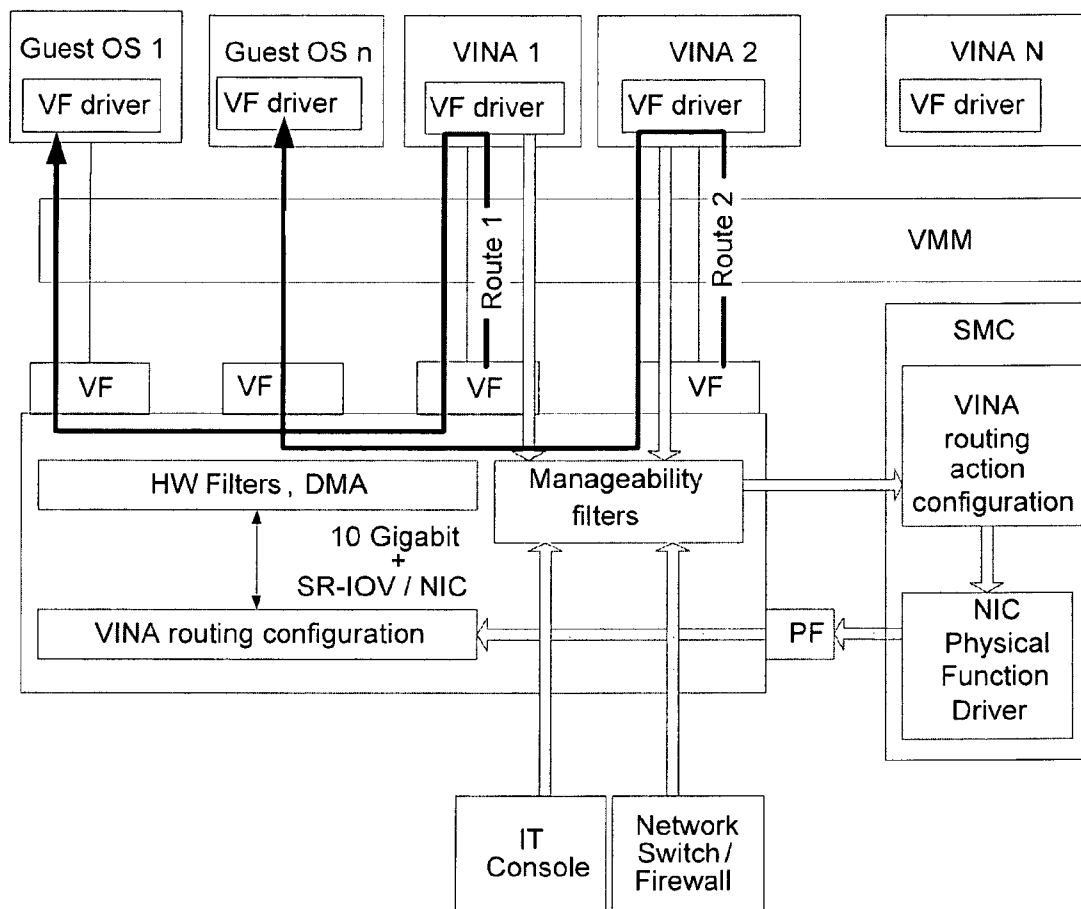 Guest OS 1
VF driver
Guest OS n
VF driver
VINA 1
VF driver
VINA 2
VF driver
VINA N
VF driver
Route 1
Route 2
VMM
VF
VF
VF
VF
SMC
VINA
routing
action
configuration
HW Filters , DMA
Manageability
filters
10 Gigabit
+
SR-IOV / NIC
VINA routing configuration
PF
NIC
Physical
Function
Driver
IT
Console
Network
Switch /
Firewall